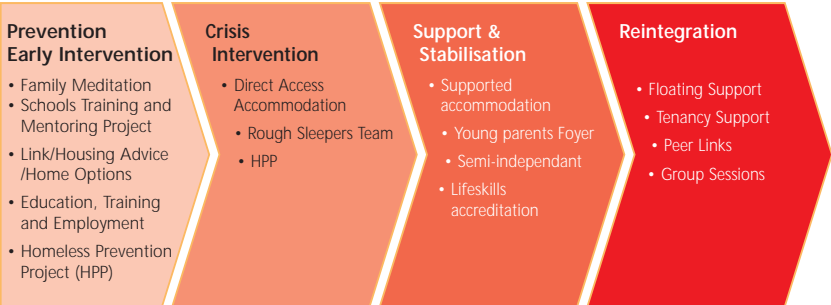 Prevention
Early Intervention
• Family Meditation
• Schools Training and
Mentoring Project
• Link/Housing Advice
/Home Options
• Education, Training
and Employment
• Homeless Prevention
Project (HPP)
Crisis
Intervention
• Direct Access
Accommodation
• Rough Sleepers Team
• HPP
Support &
Stabilisation
• Supported
accommodation
• Young parents Foyer
• Semi-independant
• Lifeskills
accreditation
Reintegration
• Floating Support
• Tenancy Support
• Peer Links
• Group Sessions